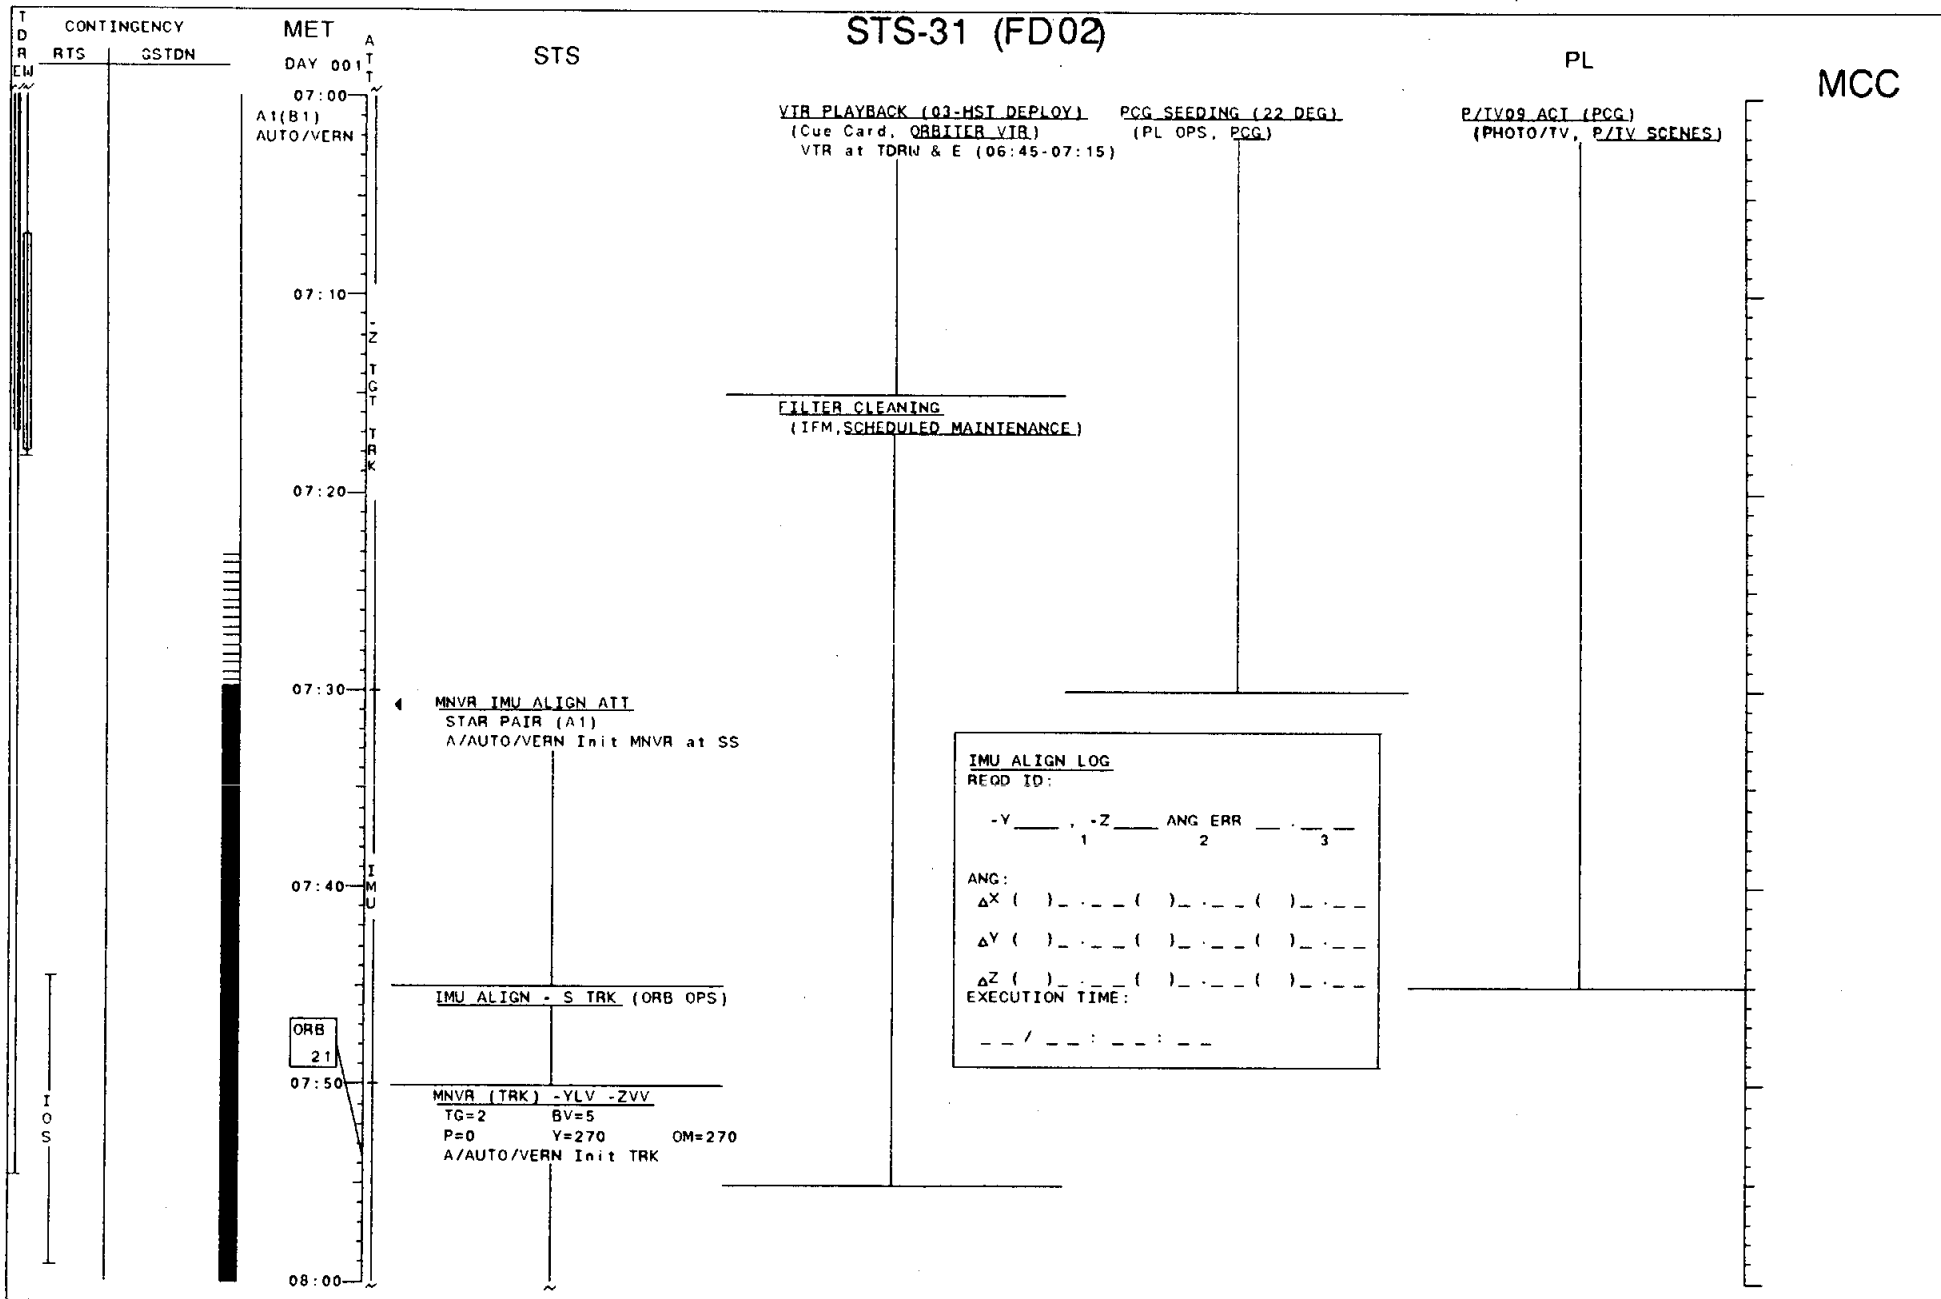 STS-31 (FD02)
T
D
R
E W
CONTINGENCY
RTS GSTDN
MET
DAY 001
A
T
T
STS
PL
MCC
07:00
A1(B1)
AUTO/VERN
VTR PLAYBACK (03-HST DEPLOY)
(Cue Card, ORBITER VTR)
VTR at TDRW & E (06:45-07:15)
PCG SEEDING (22 DEG)
(PL OPS, PCG)
P/TV09 ACT (PCG)
(PHOTO/TV, P/TV SCENES)
07:10
-Z TGT TRK
FILTER CLEANING
(IFM, SCHEDULED MAINTENANCE)
07:20
07:30
MNVR IMU ALIGN ATT
STAR PAIR (A1)
A/AUTO/VERN Init MNVR at SS
IMU ALIGN LOG
REQD ID:
-Y ____ , -Z ____ ANG ERR __ . __ __
1 2 3
ANG:
ΔX ( )_ . _ _ ( )_ . _ _ ( )_ . _ _
ΔY ( )_ . _ _ ( )_ . _ _ ( )_ . _ _
ΔZ ( )_ . _ _ ( )_ . _ _ ( )_ . _ _
EXECUTION TIME:
_ _ / _ _ : _ _ : _ _
07:40
IMU
IMU ALIGN - S TRK (ORB OPS)
ORB
21
07:50
MNVR (TRK) -YLV -ZVV
TG=2 BV=5
P=0 Y=270 OM=270
A/AUTO/VERN Init TRK
IOS
08:00